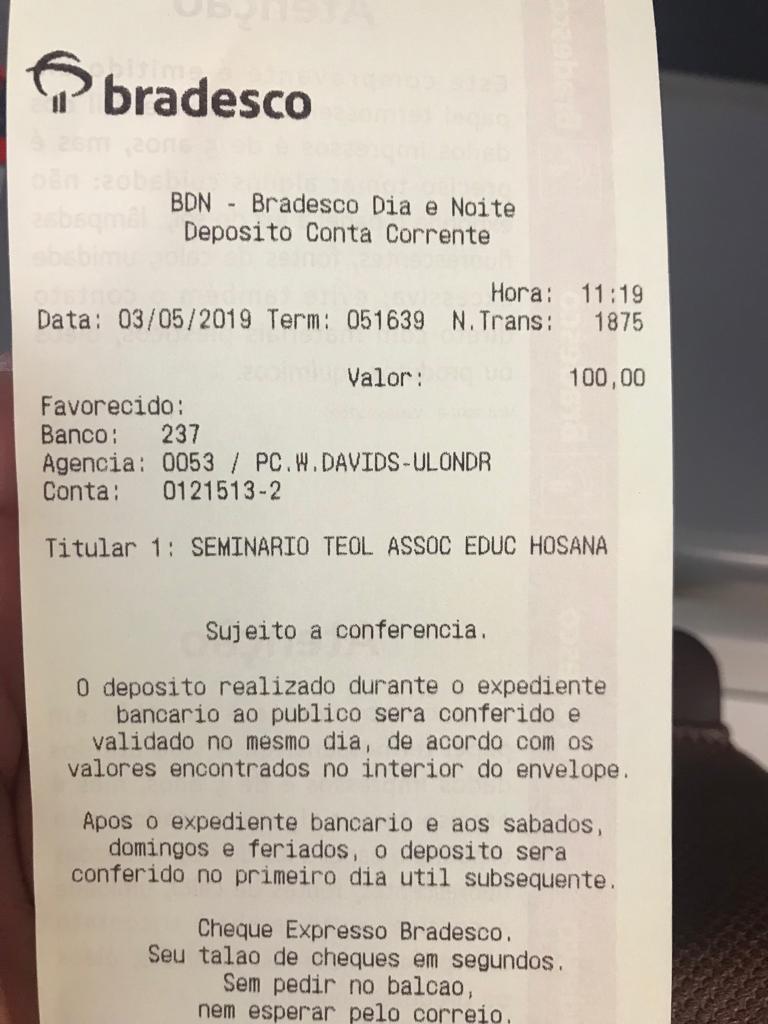 bradesco
BDN - Bradesco Dia e Noite
Deposito Conta Corrente
Hora: 11:19
Data: 03/05/2019 Term: 051639 N.Trans: 1875
Valor: 100,00
Favorecido:
Banco: 237
Agencia: 0053 / PC.W.DAVIDS-ULONDR
Conta: 0121513-2
Titular 1: SEMINARIO TEOL ASSOC EDUC HOSANA
Sujeito a conferencia.
O deposito realizado durante o expediente
bancario ao publico sera conferido e
validado no mesmo dia, de acordo com os
valores encontrados no interior do envelope.
Apos o expediente bancario e aos sabados,
domingos e feriados, o deposito sera
conferido no primeiro dia util subsequente.
Cheque Expresso Bradesco.
Seu talao de cheques em segundos.
Sem pedir no balcao,
nem esperar pelo correio.